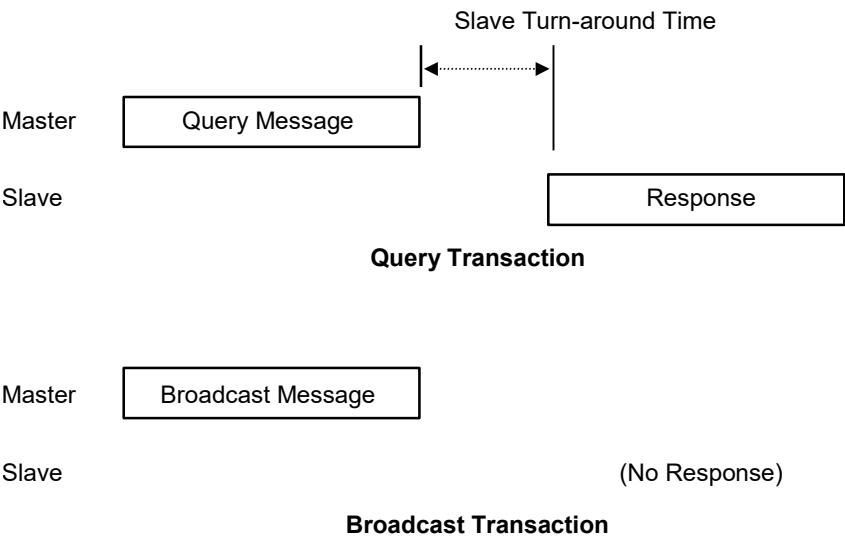 Slave Turn-around Time
Master Query Message
Slave Response
Query Transaction
Master Broadcast Message
Slave (No Response)
Broadcast Transaction